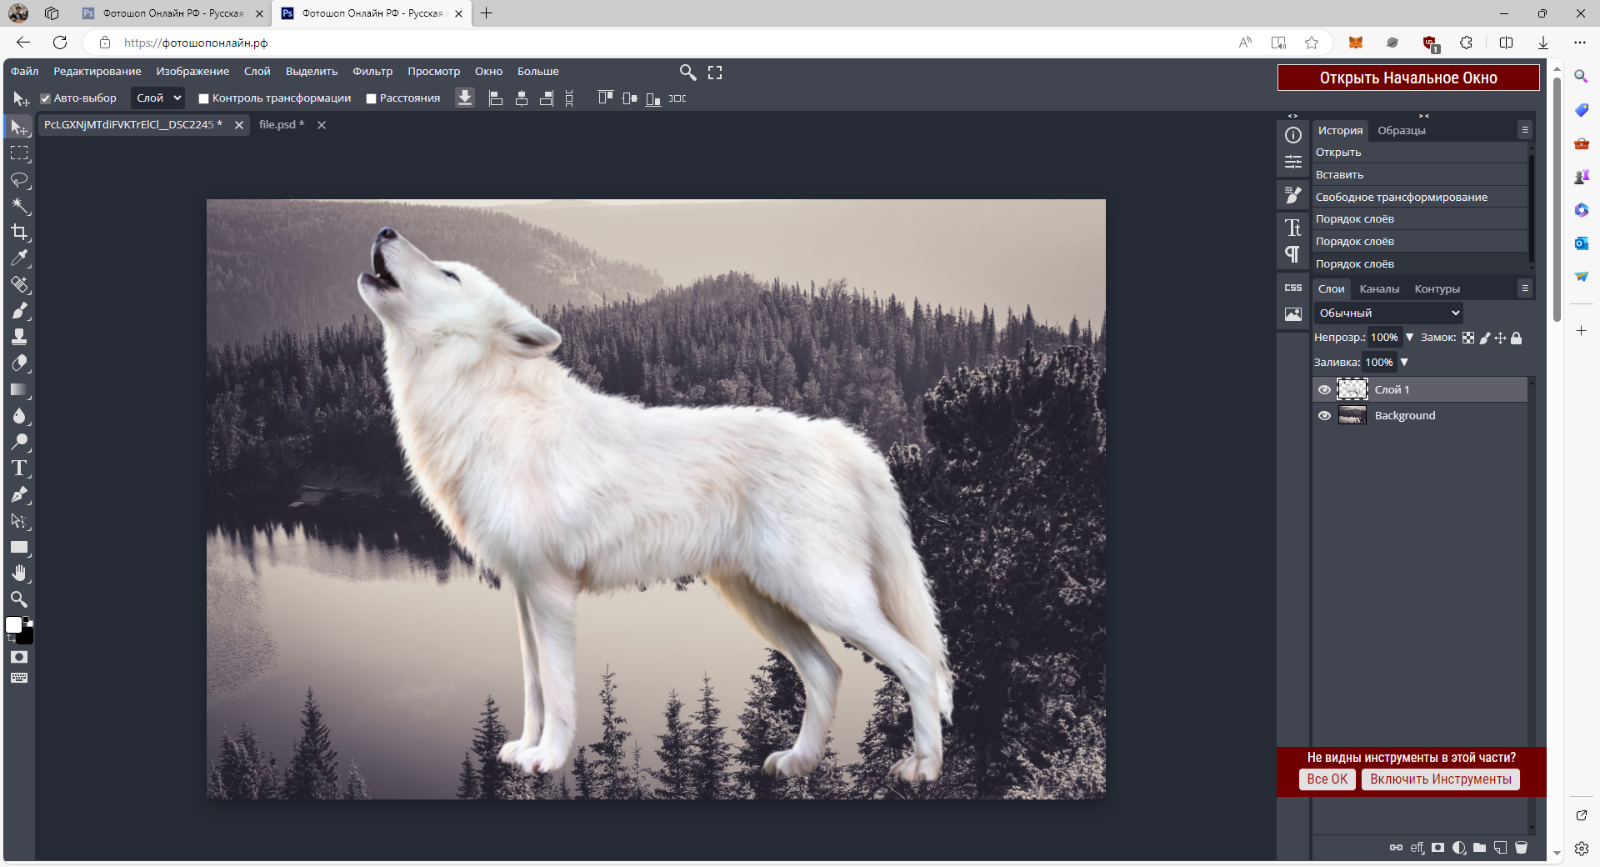 Фотошоп Онлайн РФ - Русская
Фотошоп Онлайн РФ - Русская
https://фотошопонлайн.рф
1
Файл Редактирование Изображение Слой Выделить Фильтр Просмотр Окно Больше
Открыть Начальное Окно
Авто-выбор Слой Контроль трансформации Расстояния
PcLGXNjMTdiFVKTrElCl__DSC2245 * file.psd *
История Образцы
Открыть
Вставить
Свободное трансформирование
Порядок слоёв
Порядок слоёв
Порядок слоёв
CSS
Слои Каналы Контуры
Обычный
Непрозр.: 100% Замок:
Заливка: 100%
Слой 1
Background
Не видны инструменты в этой части?
Все ОК Включить Инструменты
eff